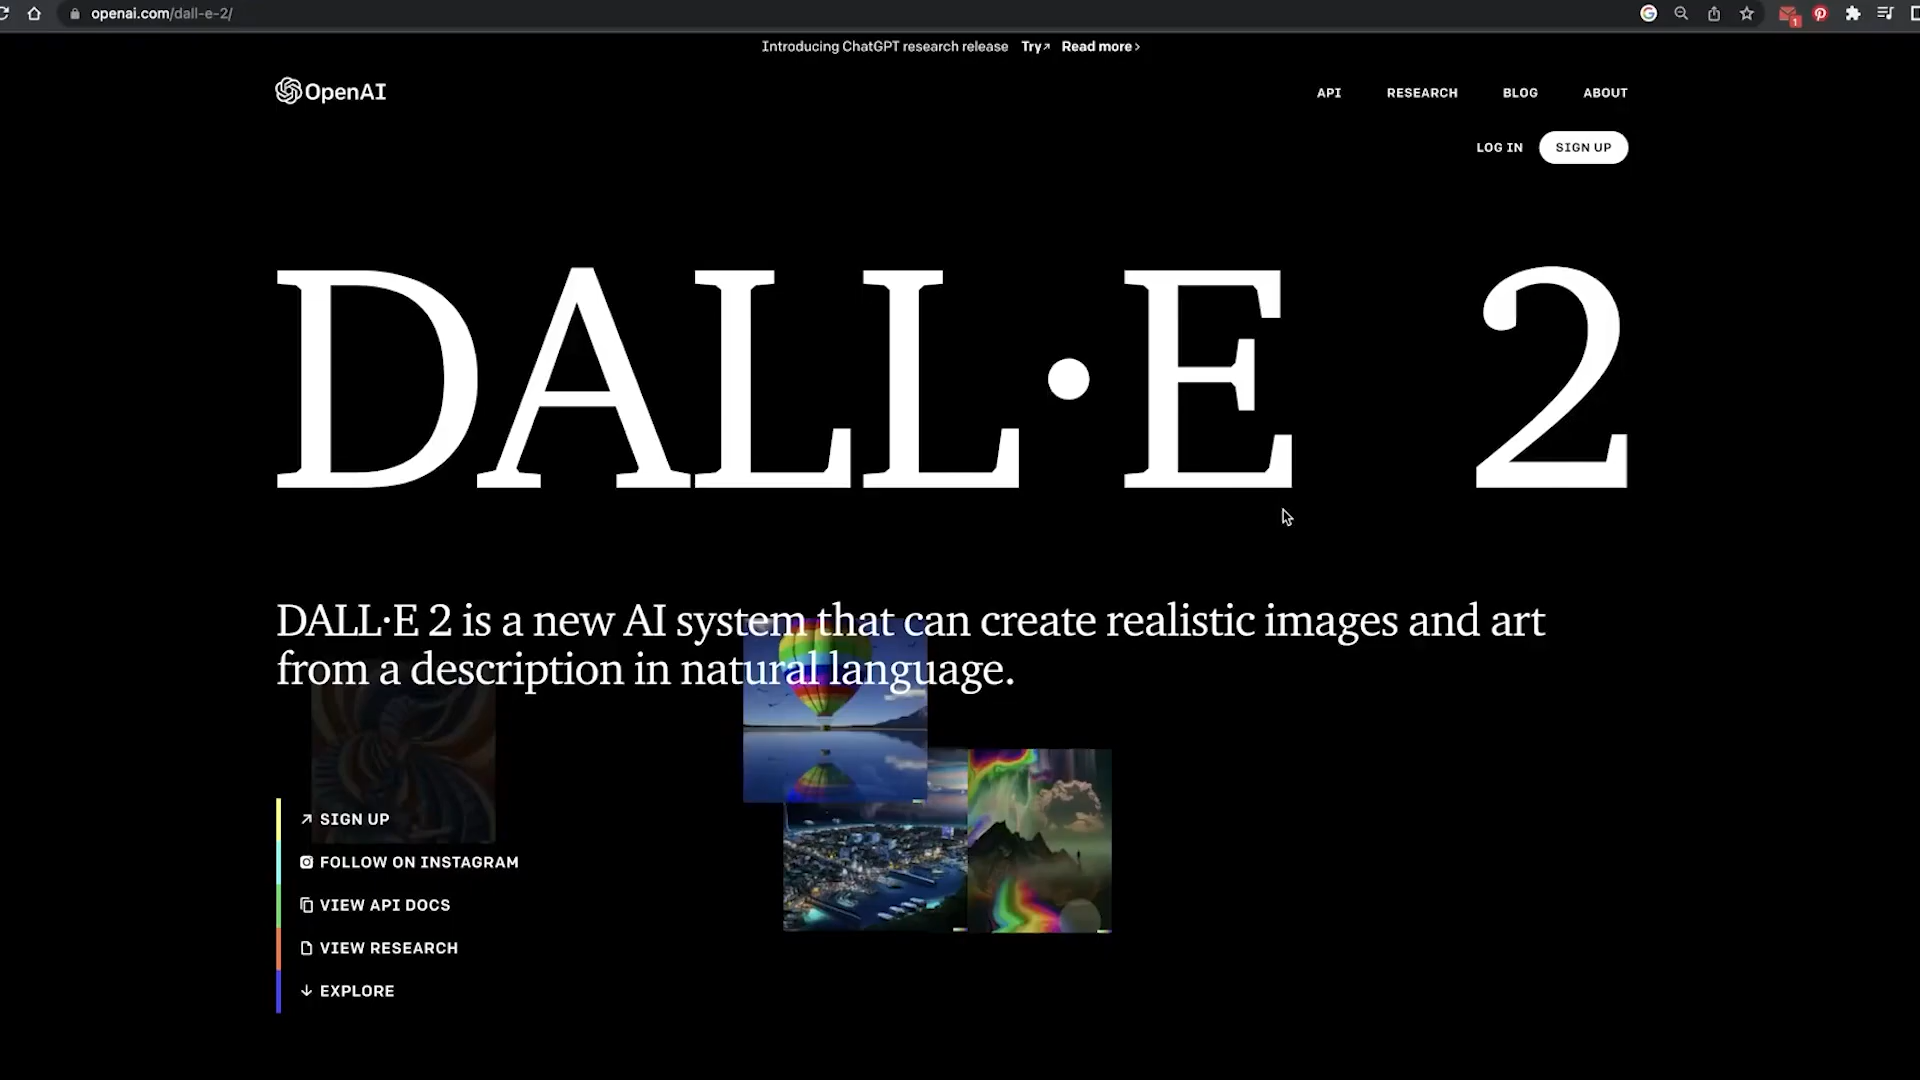 openai.com/dall-e-2/
1
Introducing ChatGPT research release Try↗ Read more ›
OpenAI
API RESEARCH BLOG ABOUT
LOG IN SIGN UP
DALL·E 2
DALL·E 2 is a new AI system that can create realistic images and art
from a description in natural language.
↗ SIGN UP
FOLLOW ON INSTAGRAM
VIEW API DOCS
VIEW RESEARCH
↓ EXPLORE